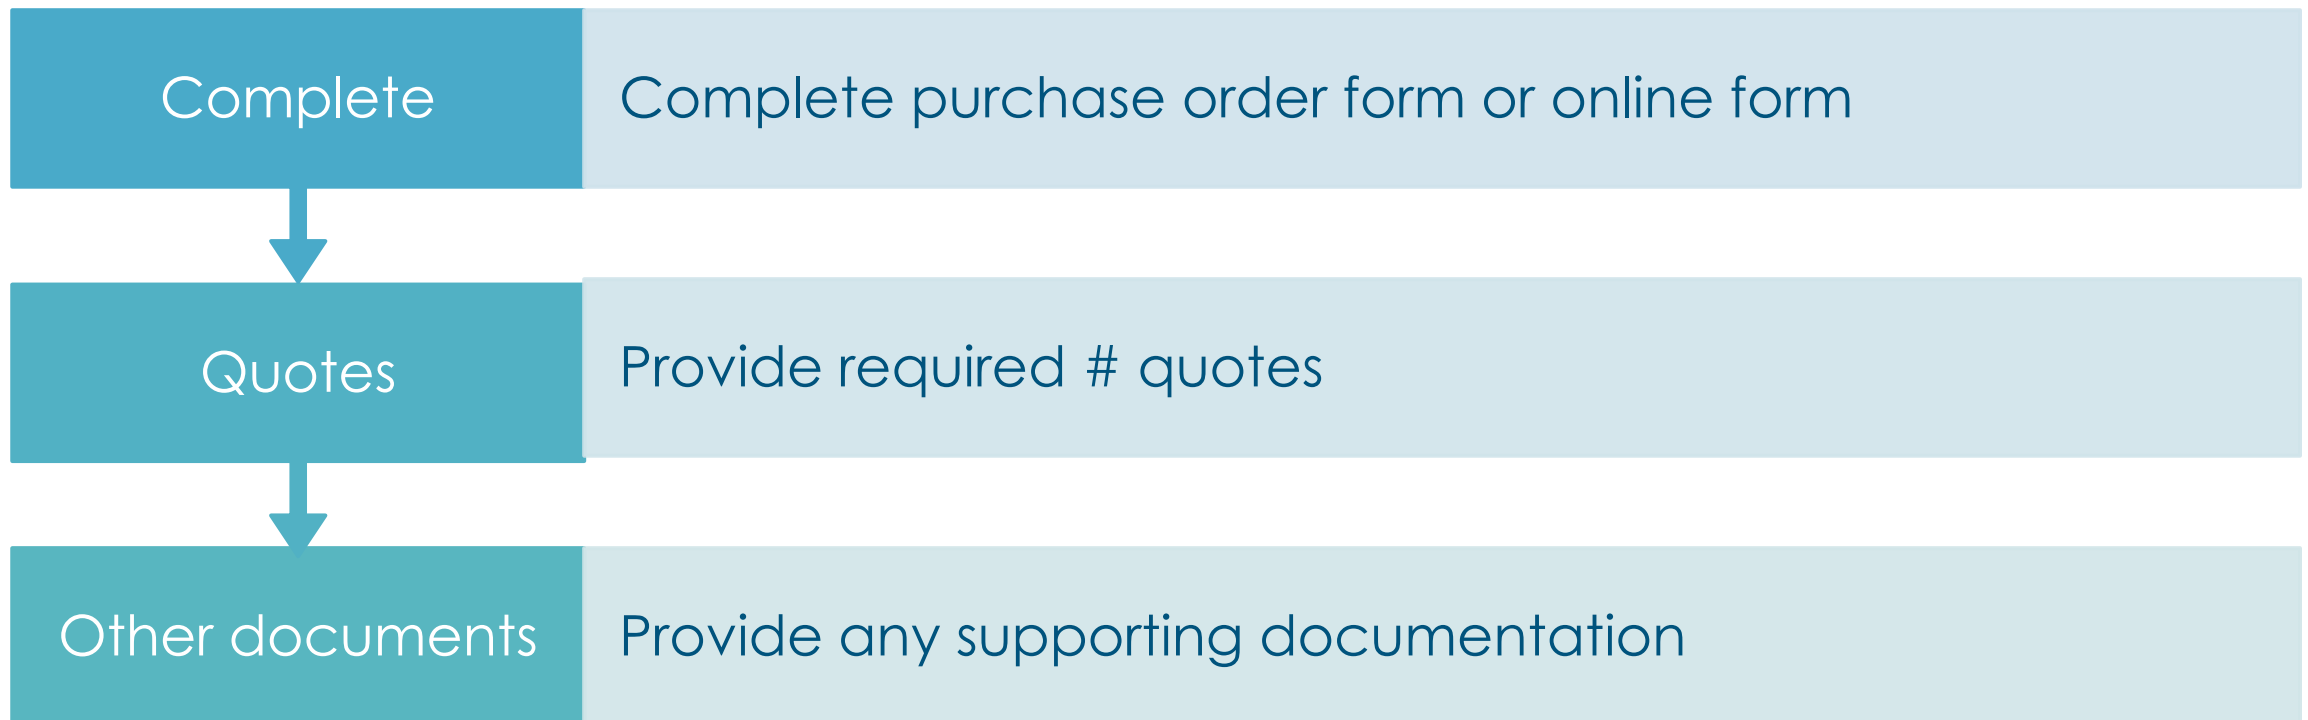 Complete
Complete purchase order form or online form
Quotes
Provide required # quotes
Other documents
Provide any supporting documentation